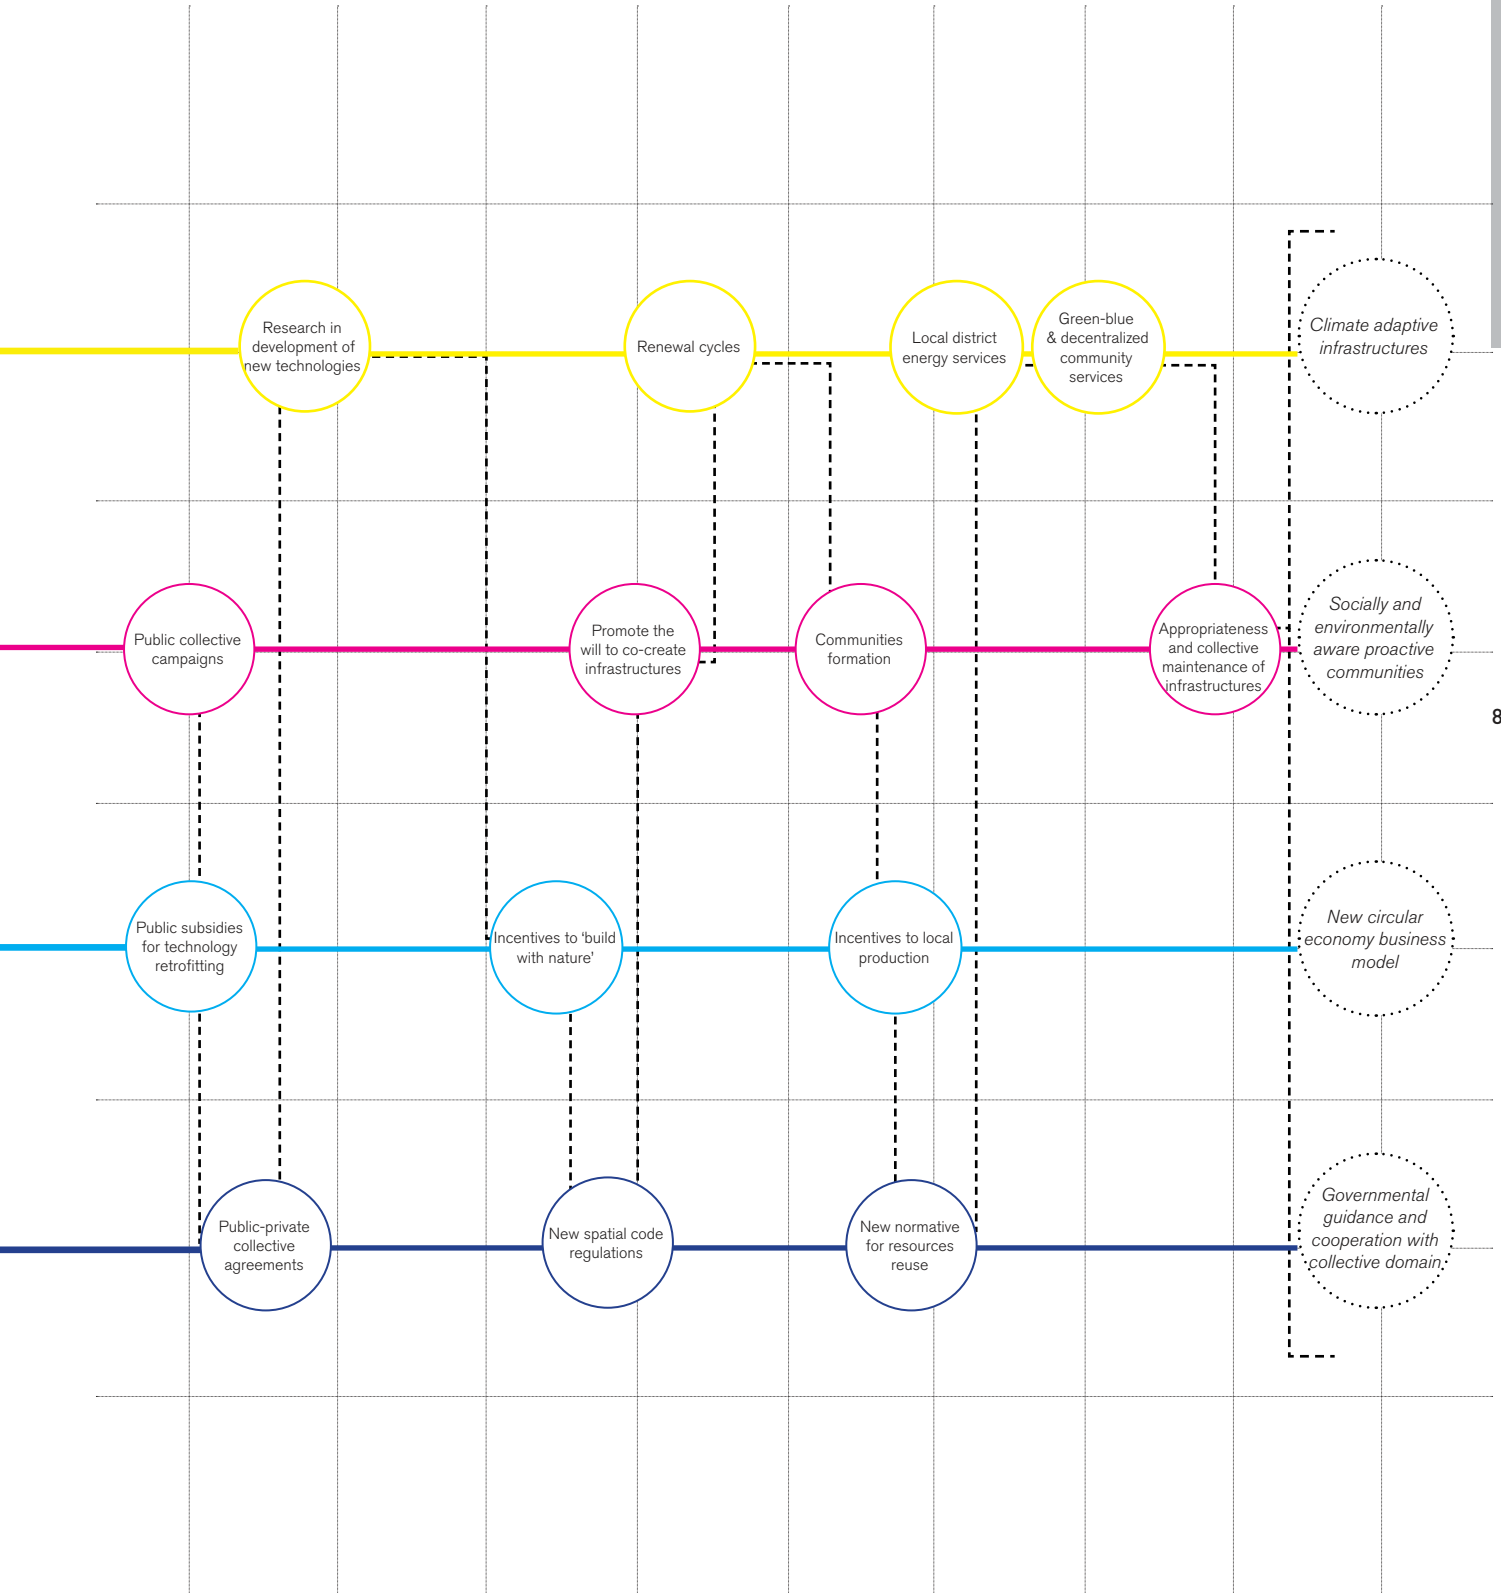 Research in
development of
new technologies
Renewal cycles
Local district
energy services
Green-blue
& decentralized
community
services
Climate adaptive
infrastructures
Public collective
campaigns
Promote the
will to co-create
infrastructures
Communities
formation
Appropriateness
and collective
maintenance of
infrastructures
Socially and
environmentally
aware proactive
communities
8
Public subsidies
for technology
retrofitting
Incentives to ‘build
with nature’
Incentives to local
production
New circular
economy business
model
Public-private
collective
agreements
New spatial code
regulations
New normative
for resources
reuse
Governmental
guidance and
cooperation with
collective domain